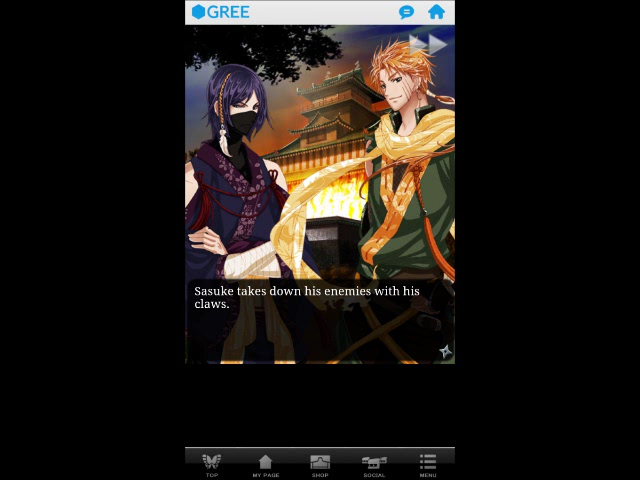 GREE
Sasuke takes down his enemies with his
claws.
TOP MY PAGE SHOP SOCIAL MENU